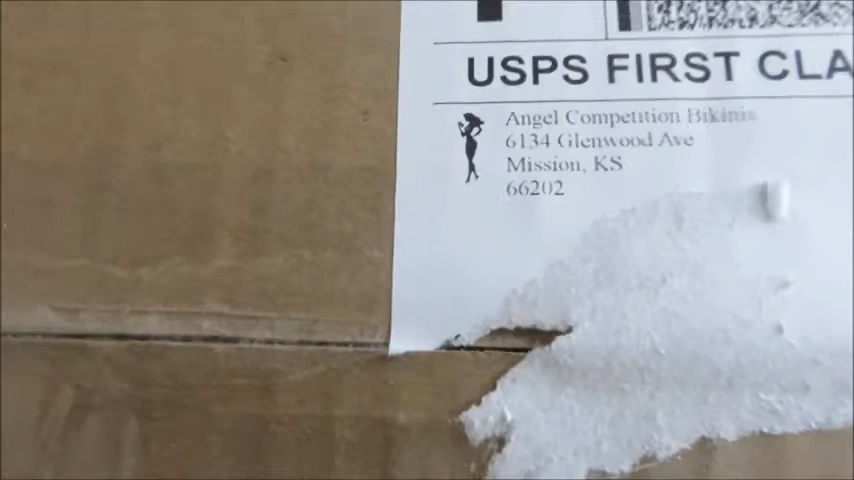 USPS FIRST CLA
Angel Competition Bikinis
6134 Glenwood Ave
Mission, KS
66202